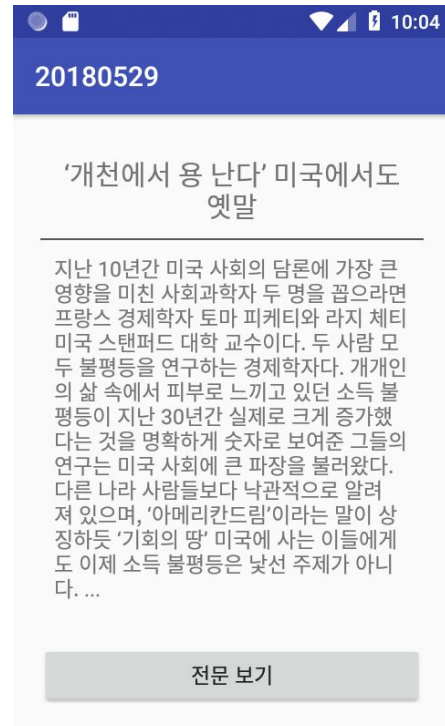 10:04
20180529
‘개천에서 용 난다’ 미국에서도
옛말
지난 10년간 미국 사회의 담론에 가장 큰
영향을 미친 사회과학자 두 명을 꼽으라면
프랑스 경제학자 토마 피케티와 라지 체티
미국 스탠퍼드 대학 교수이다. 두 사람 모
두 불평등을 연구하는 경제학자다. 개개인
의 삶 속에서 피부로 느끼고 있던 소득 불
평등이 지난 30년간 실제로 크게 증가했
다는 것을 명확하게 숫자로 보여준 그들의
연구는 미국 사회에 큰 파장을 불러왔다.
다른 나라 사람들보다 낙관적으로 알려
져 있으며, ‘아메리칸드림’이라는 말이 상
징하듯 ‘기회의 땅’ 미국에 사는 이들에게
도 이제 소득 불평등은 낯선 주제가 아니
다. ...
전문 보기